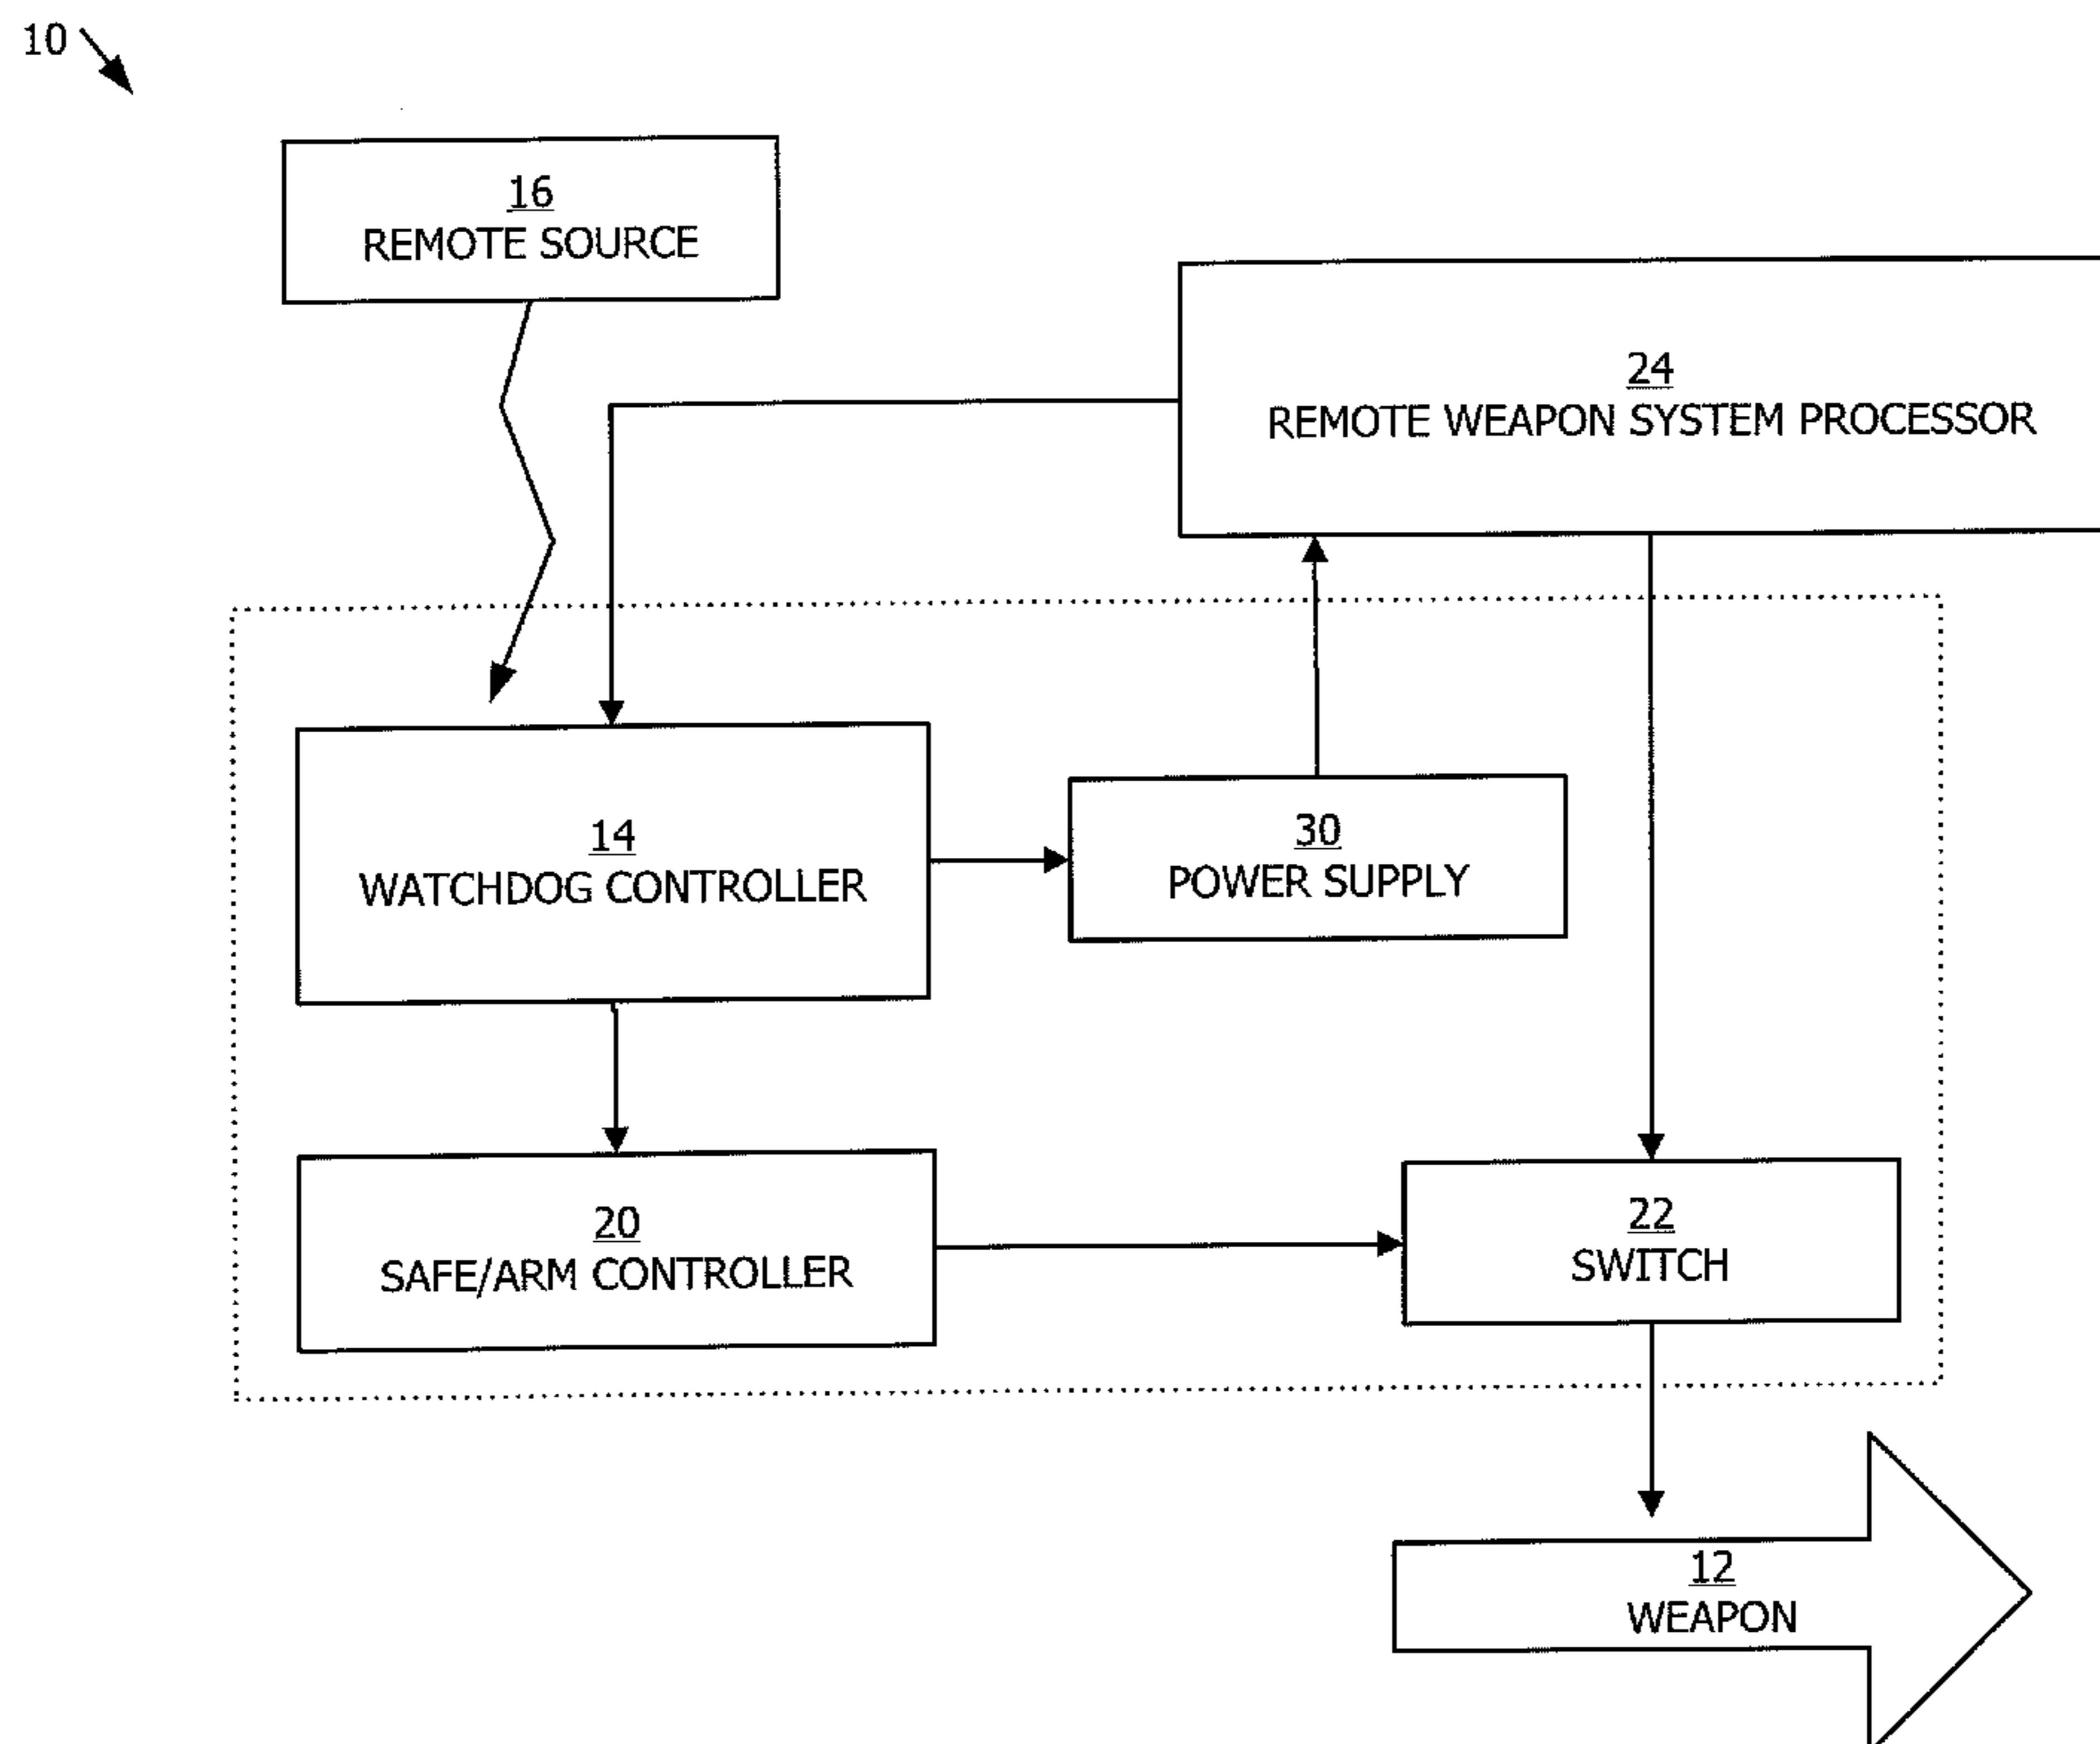 10
16
REMOTE SOURCE
24
REMOTE WEAPON SYSTEM PROCESSOR
14
WATCHDOG CONTROLLER
30
POWER SUPPLY
20
SAFE/ARM CONTROLLER
22
SWITCH
12
WEAPON